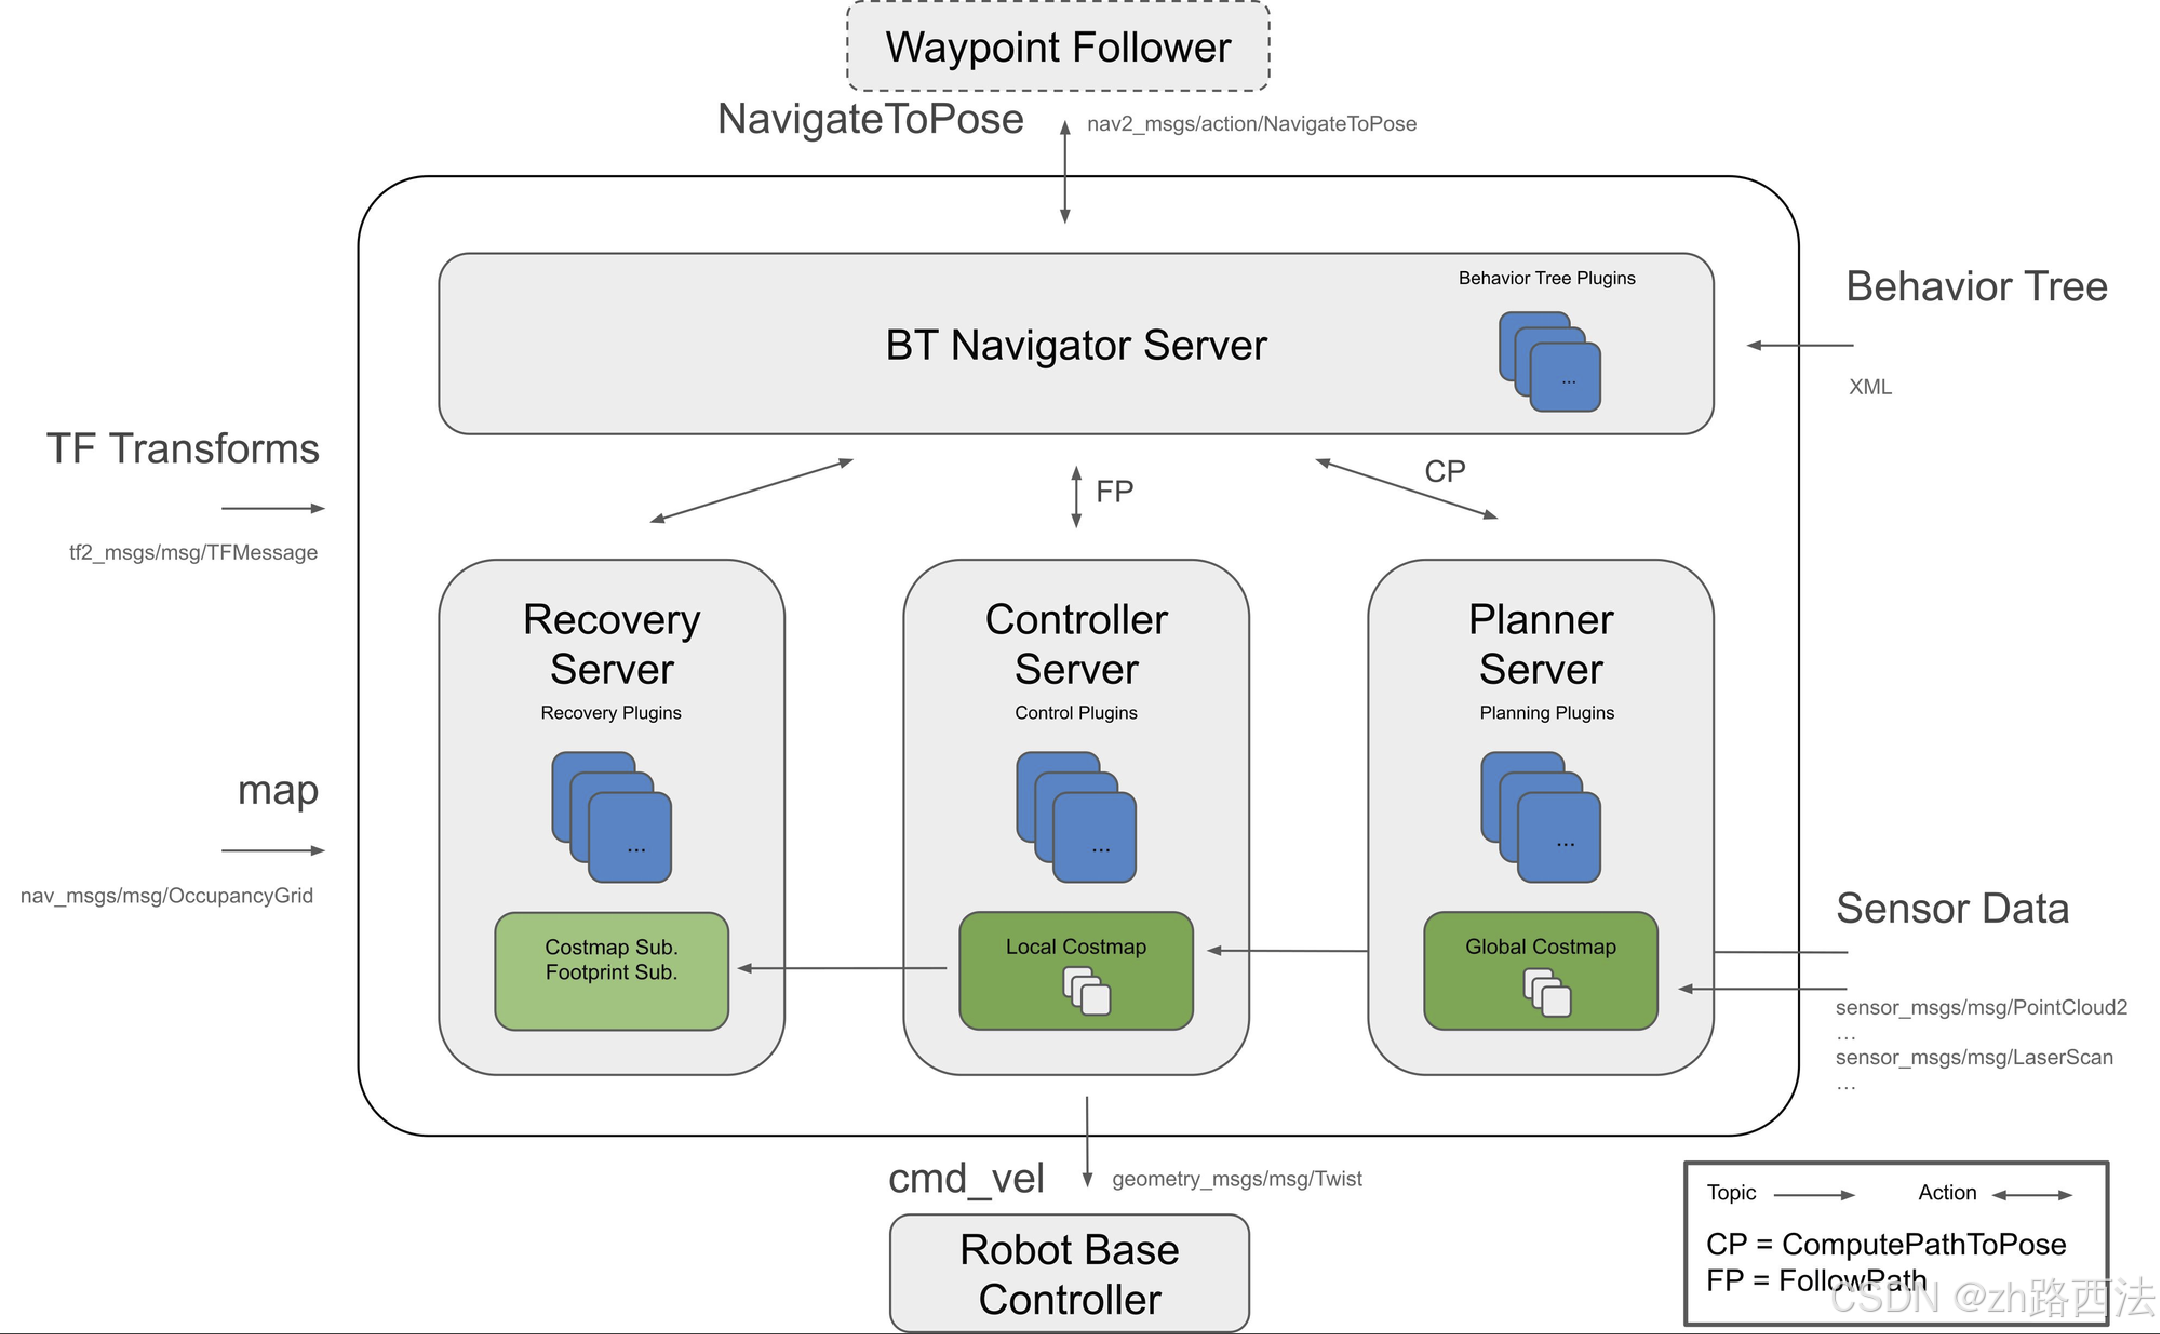 Waypoint Follower
NavigateToPose
nav2_msgs/action/NavigateToPose
Behavior Tree Plugins
BT Navigator Server
...
Behavior Tree
XML
TF Transforms
tf2_msgs/msg/TFMessage
FP
CP
map
nav_msgs/msg/OccupancyGrid
Recovery
Server
Recovery Plugins
...
Costmap Sub.
Footprint Sub.
Controller
Server
Control Plugins
...
Local Costmap
Planner
Server
Planning Plugins
...
Global Costmap
Sensor Data
sensor_msgs/msg/PointCloud2
...
sensor_msgs/msg/LaserScan
...
cmd_vel
geometry_msgs/msg/Twist
Robot Base
Controller
Topic
Action
CP = ComputePathToPose
FP = FollowPath
CSDN @zh路西法